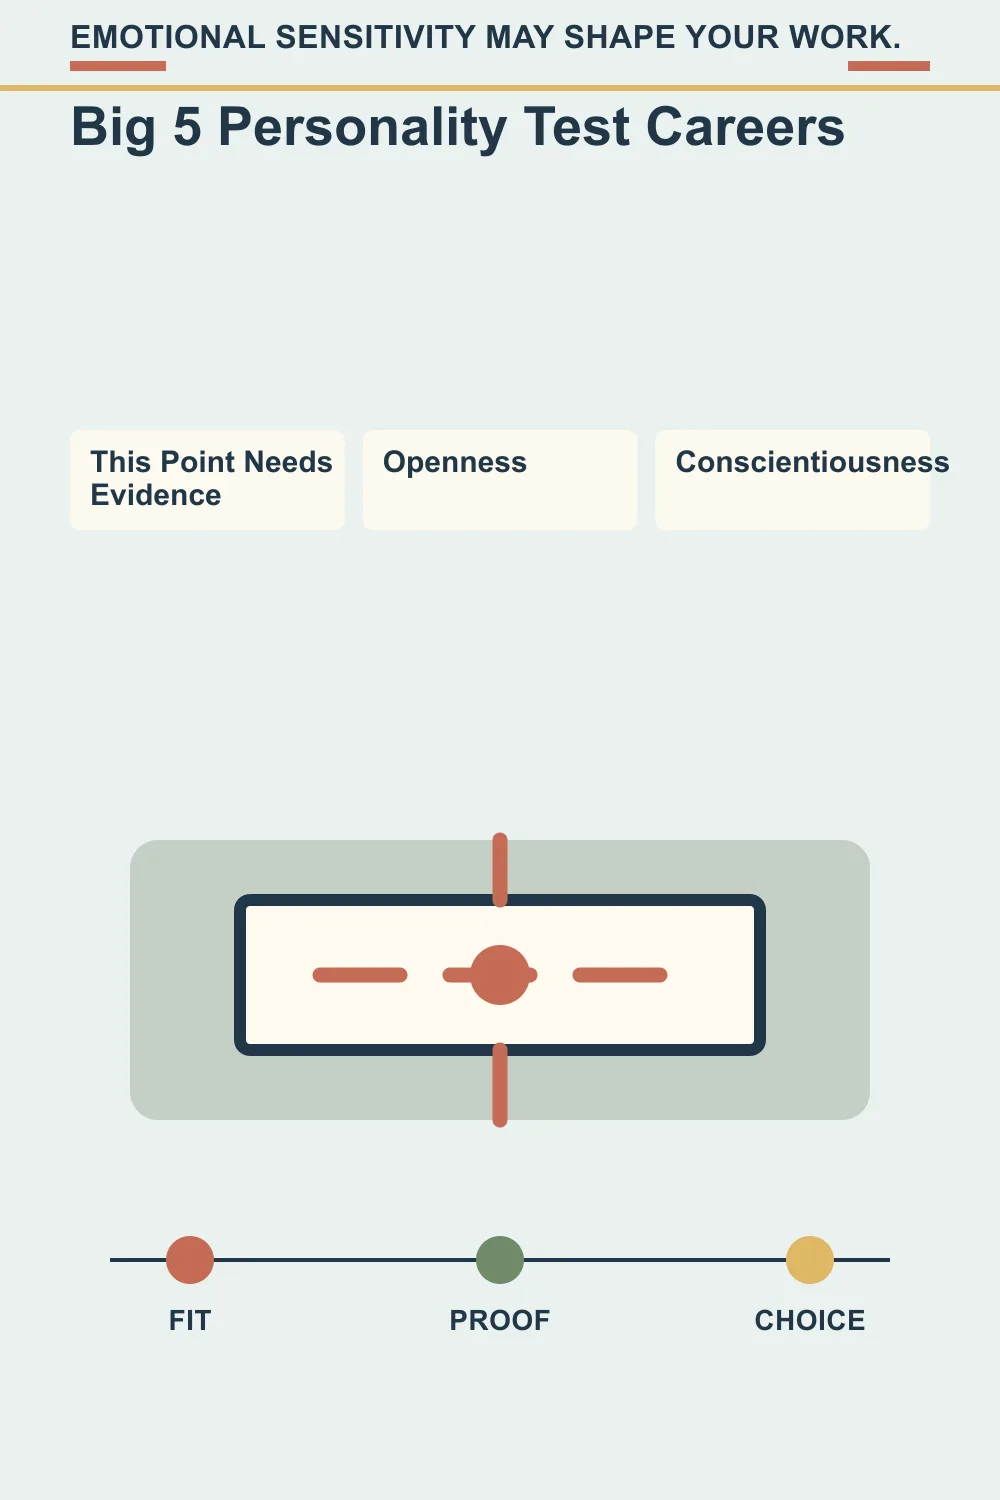 EMOTIONAL SENSITIVITY MAY SHAPE YOUR WORK.
Big 5 Personality Test Careers
This Point Needs
Evidence
Openness
Conscientiousness
FIT
PROOF
CHOICE